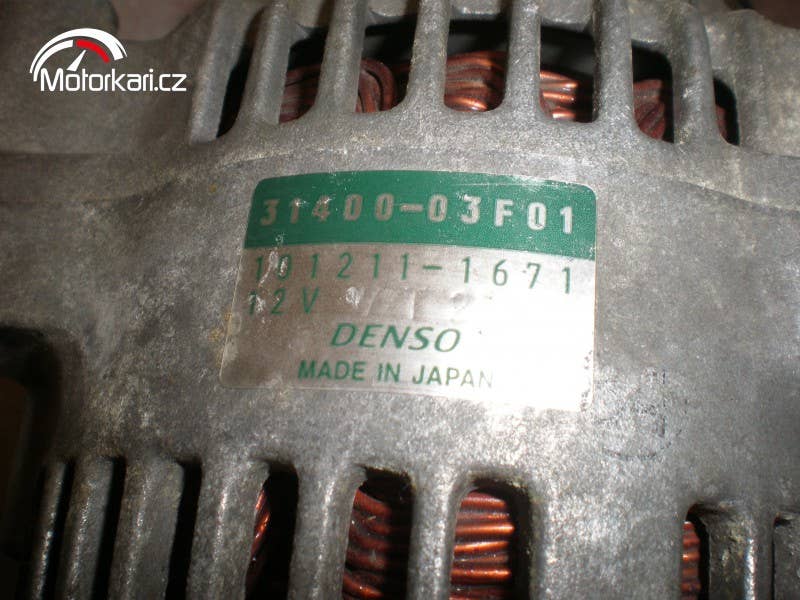 Motorkari.cz
31400-03F01
101211-1671
12V
DENSO
MADE IN JAPAN